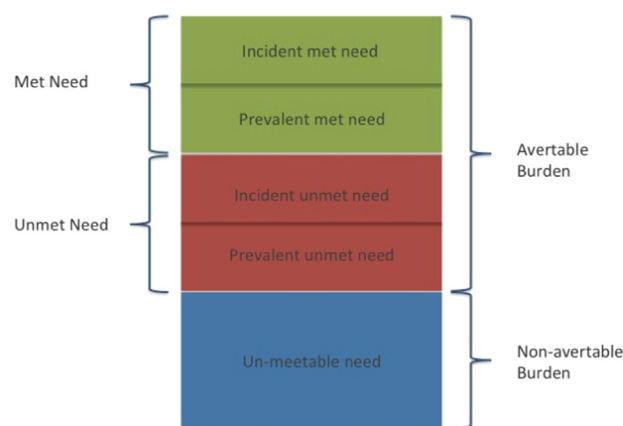 Incident met need
Met Need
Prevalent met need
Avertable
Burden
Incident unmet need
Unmet Need
Prevalent unmet need
Un-meetable need
Non-avertable
Burden